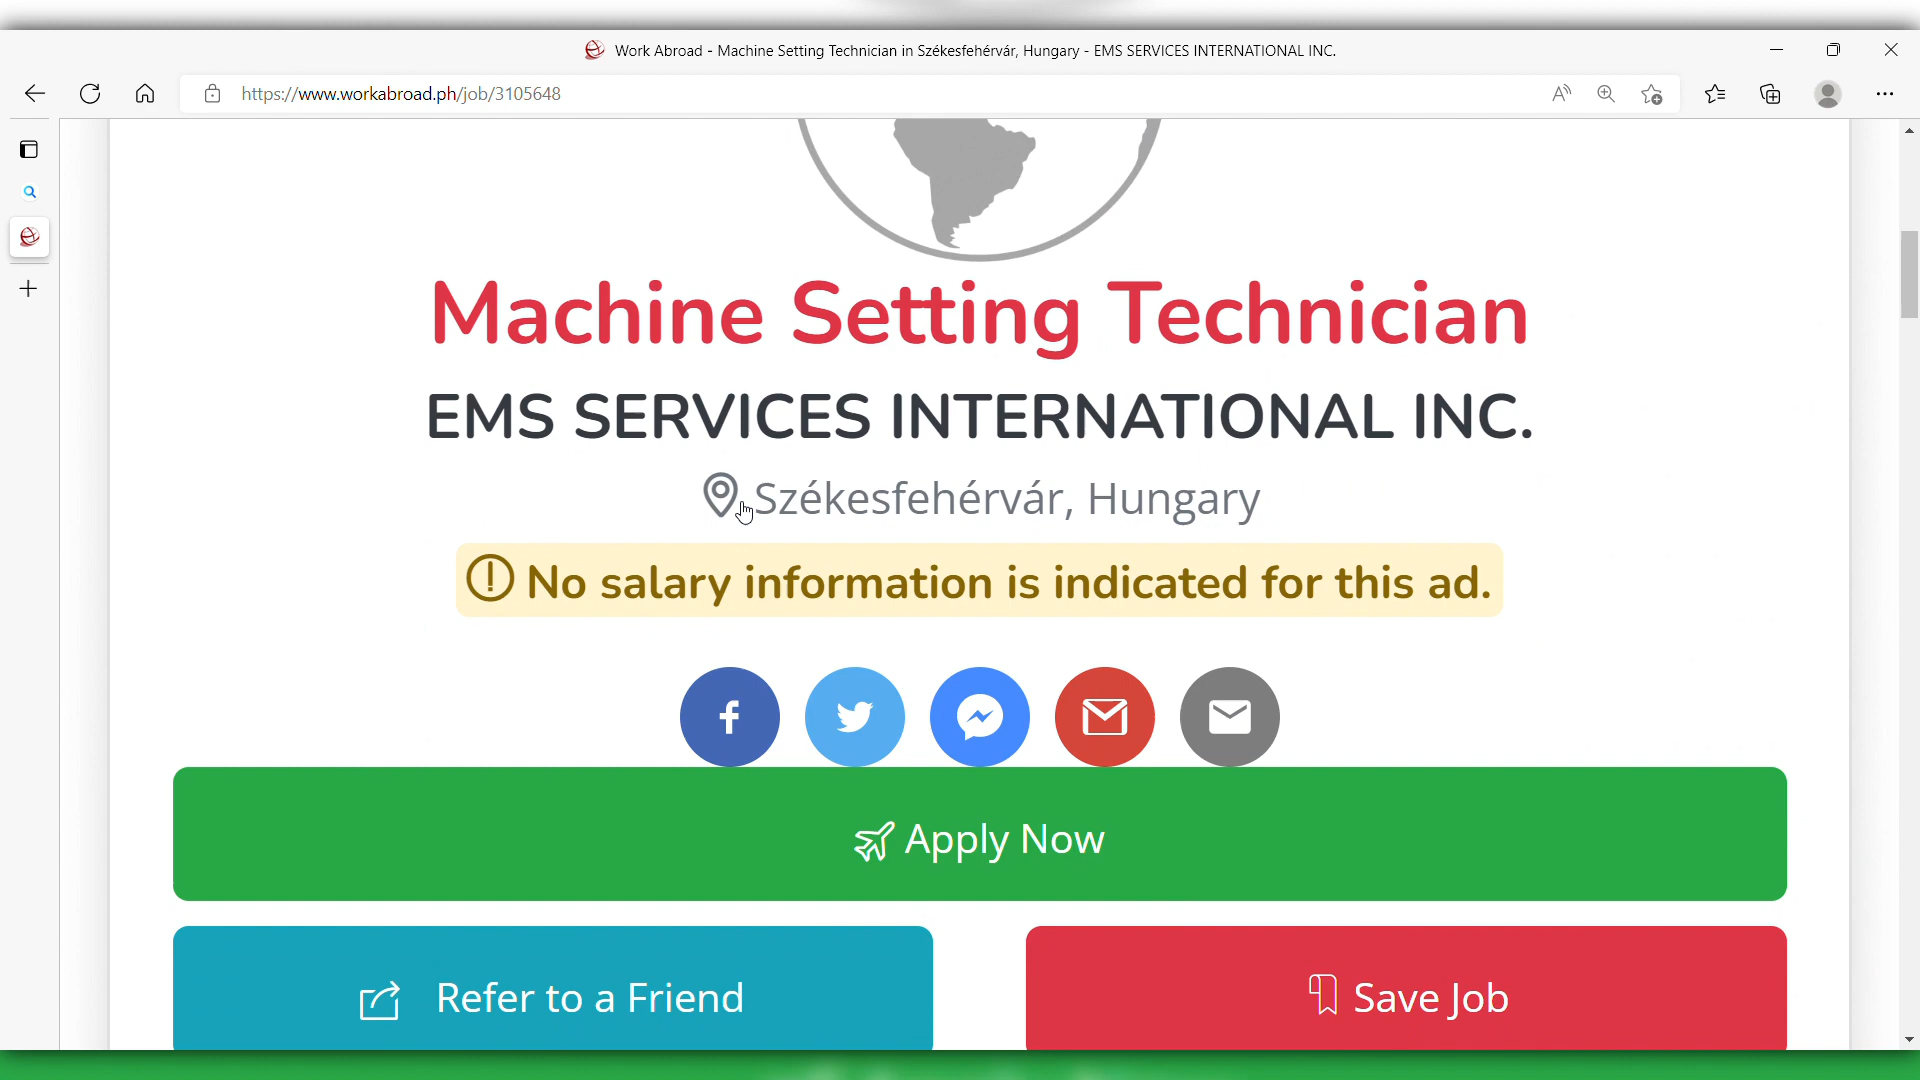 Work Abroad - Machine Setting Technician in Székesfehérvár, Hungary - EMS SERVICES INTERNATIONAL INC.
https://www.workabroad.ph/job/3105648
Machine Setting Technician
EMS SERVICES INTERNATIONAL INC.
Székesfehérvár, Hungary
No salary information is indicated for this ad.
Apply Now
Refer to a Friend
Save Job